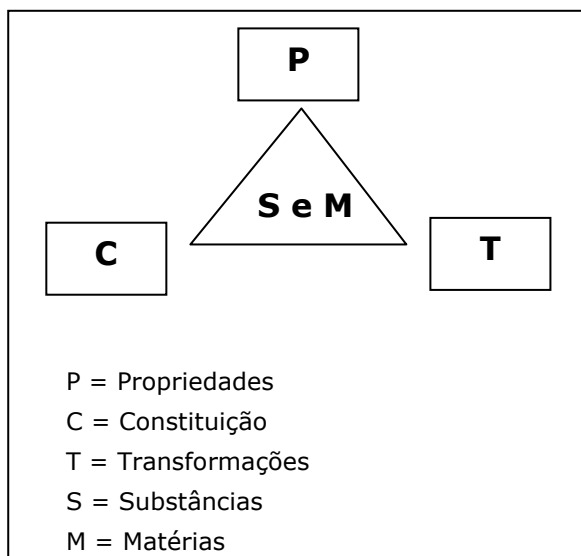 P
S e M
C
T
P = Propriedades
C = Constituição
T = Transformações
S = Substâncias
M = Matérias